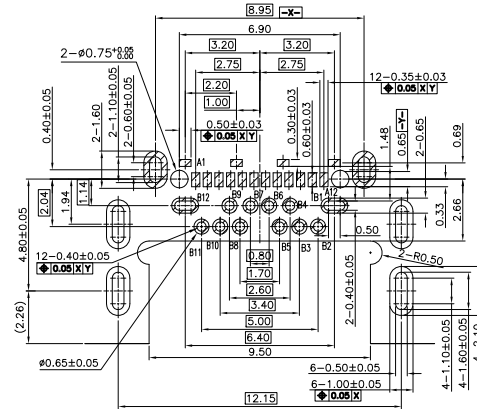 8.95 -X-
6.90
3.20 3.20
2-ø0.75+0.05 0.00
2.75 2.75
2.20
12-0.35±0.03
⌖ 0.05 X Y
1.00
0.50±0.03
⌖ 0.05 X Y
0.40±0.05
2-1.60
2-1.10±0.05
2-0.60±0.05
0.30±0.03
0.60±0.03
1.48
0.65 -Y-
2-0.65
0.69
A1
A12
B12 B9 B7 B6 B4 B1
2.04
1.94
1.14
0.33
2.66
4.80±0.05
12-0.40±0.05
⌖ 0.05 X Y
B11 B10 B8 B5 B3 B2
0.50
2-0.40±0.05
2-R0.50
0.80
1.70
2.60
3.40
5.00
6.40
9.50
(2.26)
ø0.65±0.05
6-0.50±0.05
6-1.00±0.05
⌖ 0.05 X
4-1.10±0.05
4-1.60±0.05
12.15